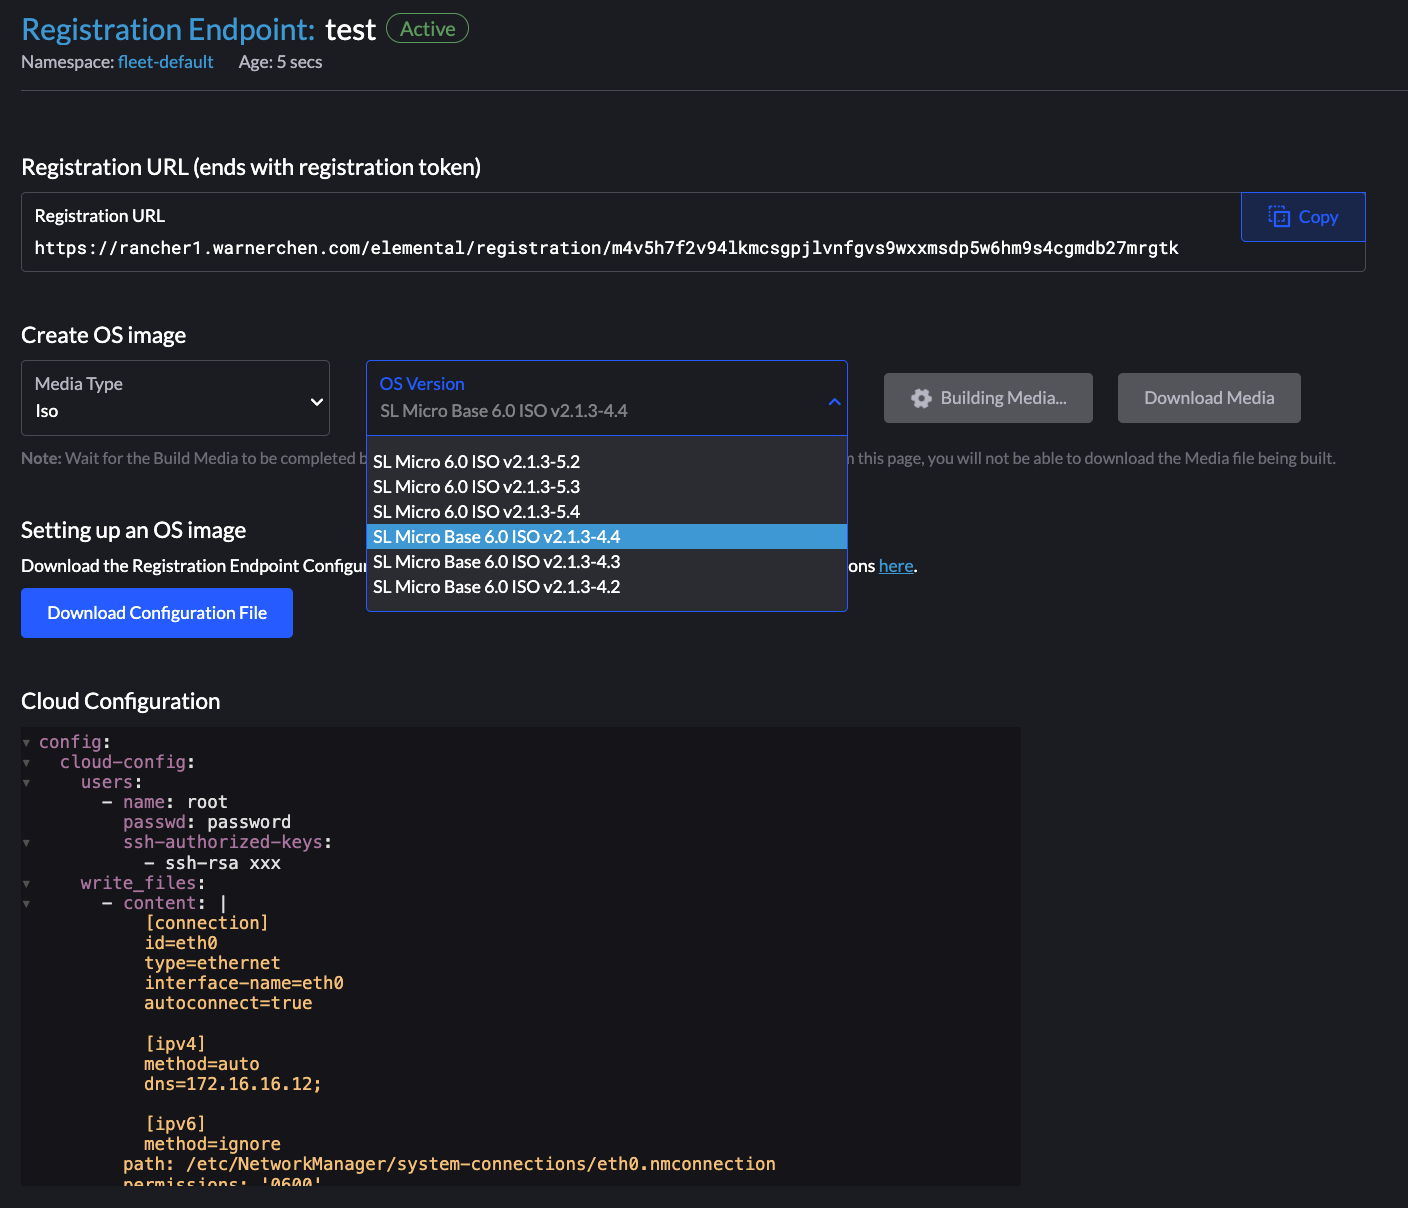 Registration Endpoint: test Active
Namespace: fleet-default Age: 5 secs
Registration URL (ends with registration token)
Registration URL
Copy
https://rancher1.warnerchen.com/elemental/registration/m4v5h7f2v94lkmcsgpjlvnfgvs9wxxmsdp5w6hm9s4cgmdb27mrgtk
Create OS image
Media Type
Iso
OS Version
SL Micro Base 6.0 ISO v2.1.3-4.4
Building Media...
Download Media
SL Micro 6.0 ISO v2.1.3-5.2
SL Micro 6.0 ISO v2.1.3-5.3
SL Micro 6.0 ISO v2.1.3-5.4
SL Micro Base 6.0 ISO v2.1.3-4.4
SL Micro Base 6.0 ISO v2.1.3-4.3
SL Micro Base 6.0 ISO v2.1.3-4.2
Note: Wait for the Build Media to be completed this page, you will not be able to download the Media file being built.
Setting up an OS image
Download the Registration Endpoint Configu ons here.
Download Configuration File
Cloud Configuration
config:
cloud-config:
users:
- name: root
passwd: password
ssh-authorized-keys:
- ssh-rsa xxx
write_files:
- content: |
[connection]
id=eth0
type=ethernet
interface-name=eth0
autoconnect=true
[ipv4]
method=auto
dns=172.16.16.12;
[ipv6]
method=ignore
path: /etc/NetworkManager/system-connections/eth0.nmconnection
permissions: '0600'